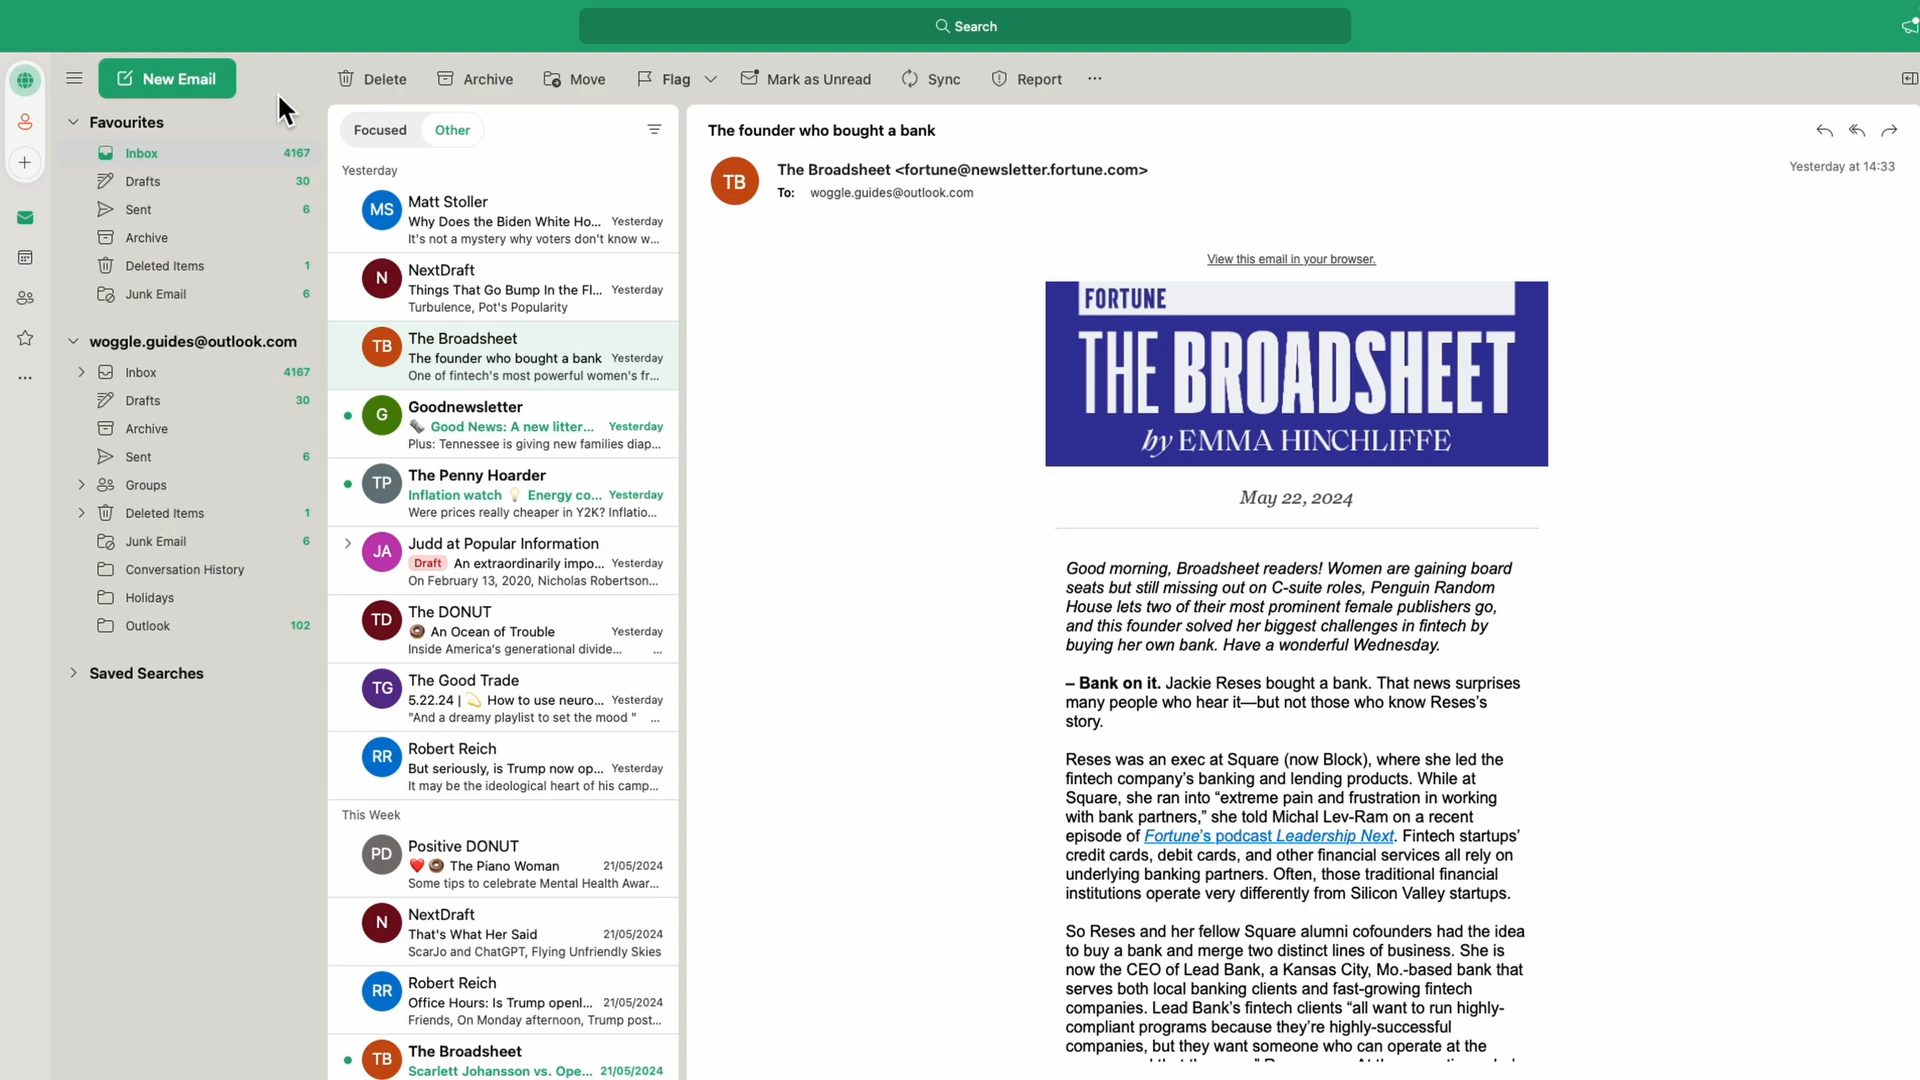 Search
New Email
Delete
Archive
Move
Flag
Mark as Unread
Sync
Report
Favourites
Inbox 4167
Drafts 30
Sent 6
Archive
Deleted Items 1
Junk Email 6
woggle.guides@outlook.com
Inbox 4167
Drafts 30
Archive
Sent 6
Groups
Deleted Items 1
Junk Email 6
Conversation History
Holidays
Outlook 102
Saved Searches
Focused Other
Yesterday
MS
Matt Stoller
Why Does the Biden White Ho... Yesterday
It's not a mystery why voters don't know w...
N
NextDraft
Things That Go Bump In the Fl... Yesterday
Turbulence, Pot's Popularity
TB
The Broadsheet
The founder who bought a bank Yesterday
One of fintech's most powerful women's fr...
G
Goodnewsletter
🗞️ Good News: A new litter... Yesterday
Plus: Tennessee is giving new families diap...
TP
The Penny Hoarder
Inflation watch 💡 Energy co... Yesterday
Were prices really cheaper in Y2K? Inflatio...
JA
Judd at Popular Information
Draft An extraordinarily impo... Yesterday
On February 13, 2020, Nicholas Robertson...
TD
The DONUT
🍩 An Ocean of Trouble Yesterday
Inside America's generational divide... ...
TG
The Good Trade
5.22.24 | 💫 How to use neuro... Yesterday
"And a dreamy playlist to set the mood " ...
RR
Robert Reich
But seriously, is Trump now op... Yesterday
It may be the ideological heart of his camp...
This Week
PD
Positive DONUT
❤️ 🍩 The Piano Woman 21/05/2024
Some tips to celebrate Mental Health Awar...
N
NextDraft
That's What Her Said 21/05/2024
ScarJo and ChatGPT, Flying Unfriendly Skies
RR
Robert Reich
Office Hours: Is Trump openl... 21/05/2024
Friends, On Monday afternoon, Trump post...
TB
The Broadsheet
Scarlett Johansson vs. Ope... 21/05/2024
The founder who bought a bank
TB
The Broadsheet <fortune@newsletter.fortune.com>
To: woggle.guides@outlook.com
Yesterday at 14:33
View this email in your browser.
FORTUNE
THE BROADSHEET
by EMMA HINCHLIFFE
May 22, 2024
Good morning, Broadsheet readers! Women are gaining board
seats but still missing out on C-suite roles, Penguin Random
House lets two of their most prominent female publishers go,
and this founder solved her biggest challenges in fintech by
buying her own bank. Have a wonderful Wednesday.
– Bank on it. Jackie Reses bought a bank. That news surprises
many people who hear it—but not those who know Reses's
story.
Reses was an exec at Square (now Block), where she led the
fintech company's banking and lending products. While at
Square, she ran into “extreme pain and frustration in working
with bank partners,” she told Michal Lev-Ram on a recent
episode of Fortune's podcast Leadership Next. Fintech startups’
credit cards, debit cards, and other financial services all rely on
underlying banking partners. Often, those traditional financial
institutions operate very differently from Silicon Valley startups.
So Reses and her fellow Square alumni cofounders had the idea
to buy a bank and merge two distinct lines of business. She is
now the CEO of Lead Bank, a Kansas City, Mo.-based bank that
serves both local banking clients and fast-growing fintech
companies. Lead Bank's fintech clients “all want to run highly-
compliant programs because they're highly-successful
companies, but they want someone who can operate at the